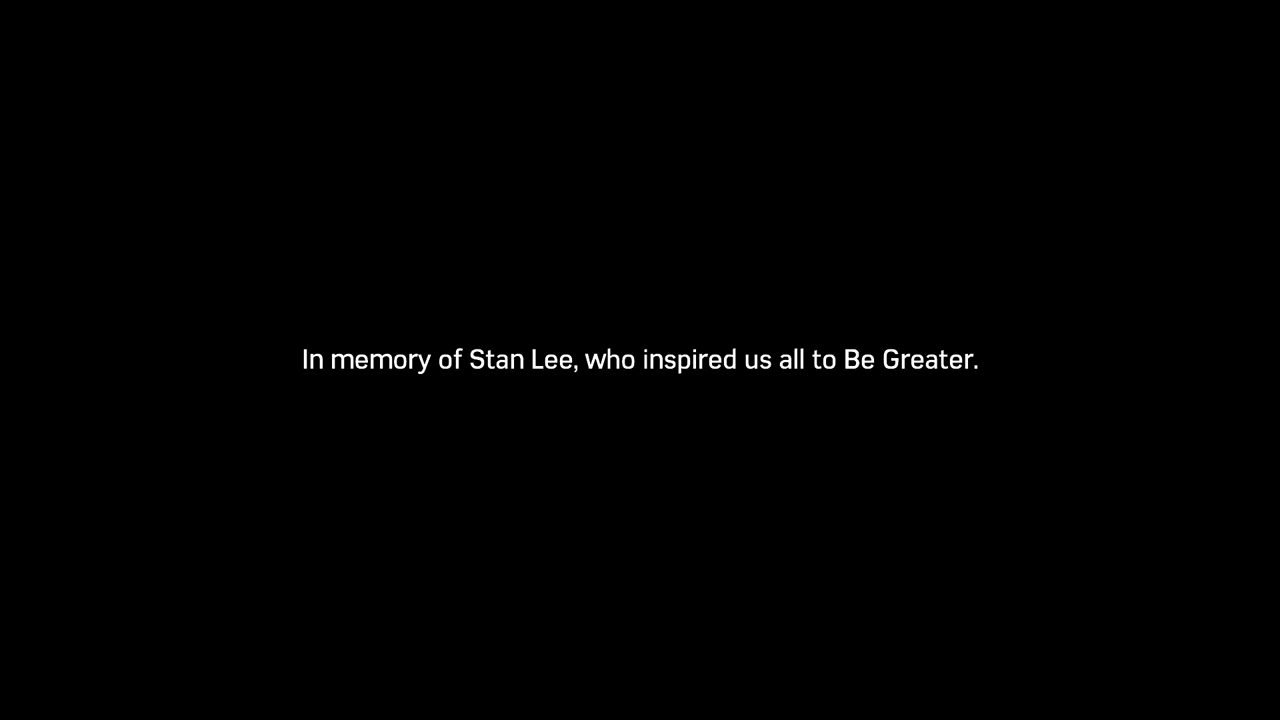 In memory of Stan Lee, who inspired us all to Be Greater.